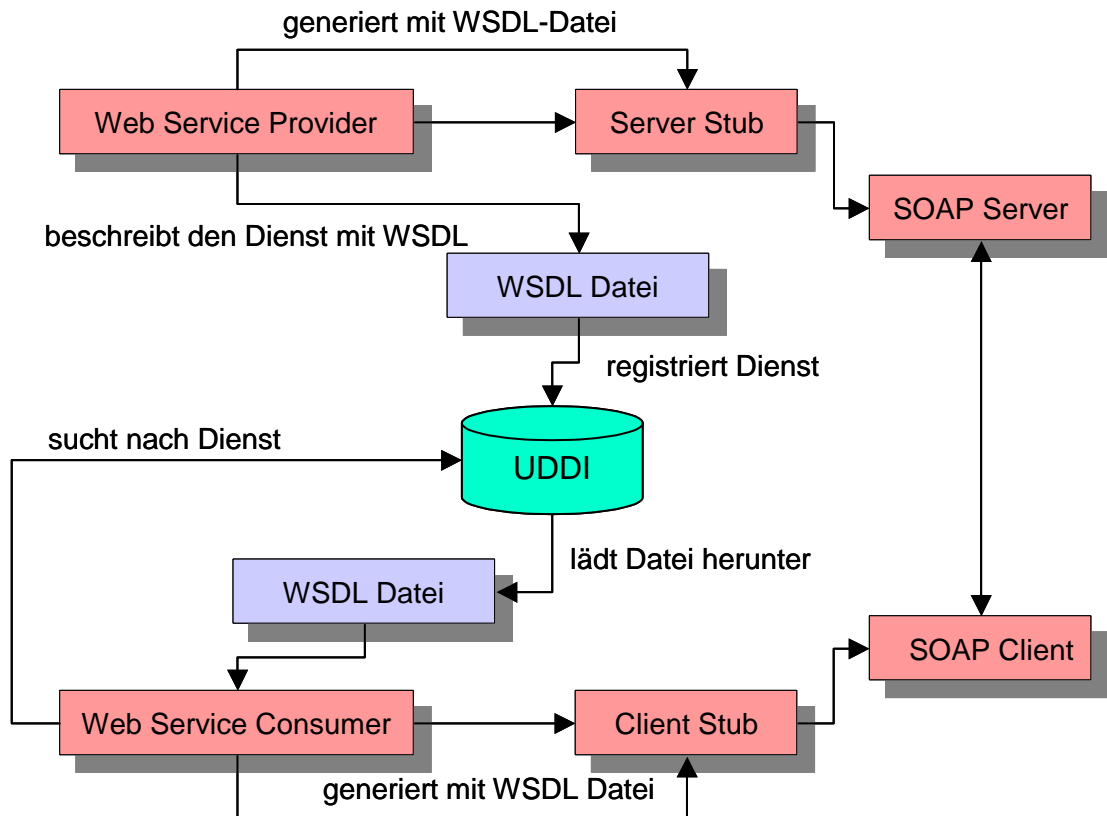 generiert mit WSDL-Datei
Web Service Provider
Server Stub
SOAP Server
beschreibt den Dienst mit WSDL
WSDL Datei
registriert Dienst
sucht nach Dienst
UDDI
lädt Datei herunter
WSDL Datei
SOAP Client
Web Service Consumer
Client Stub
generiert mit WSDL Datei